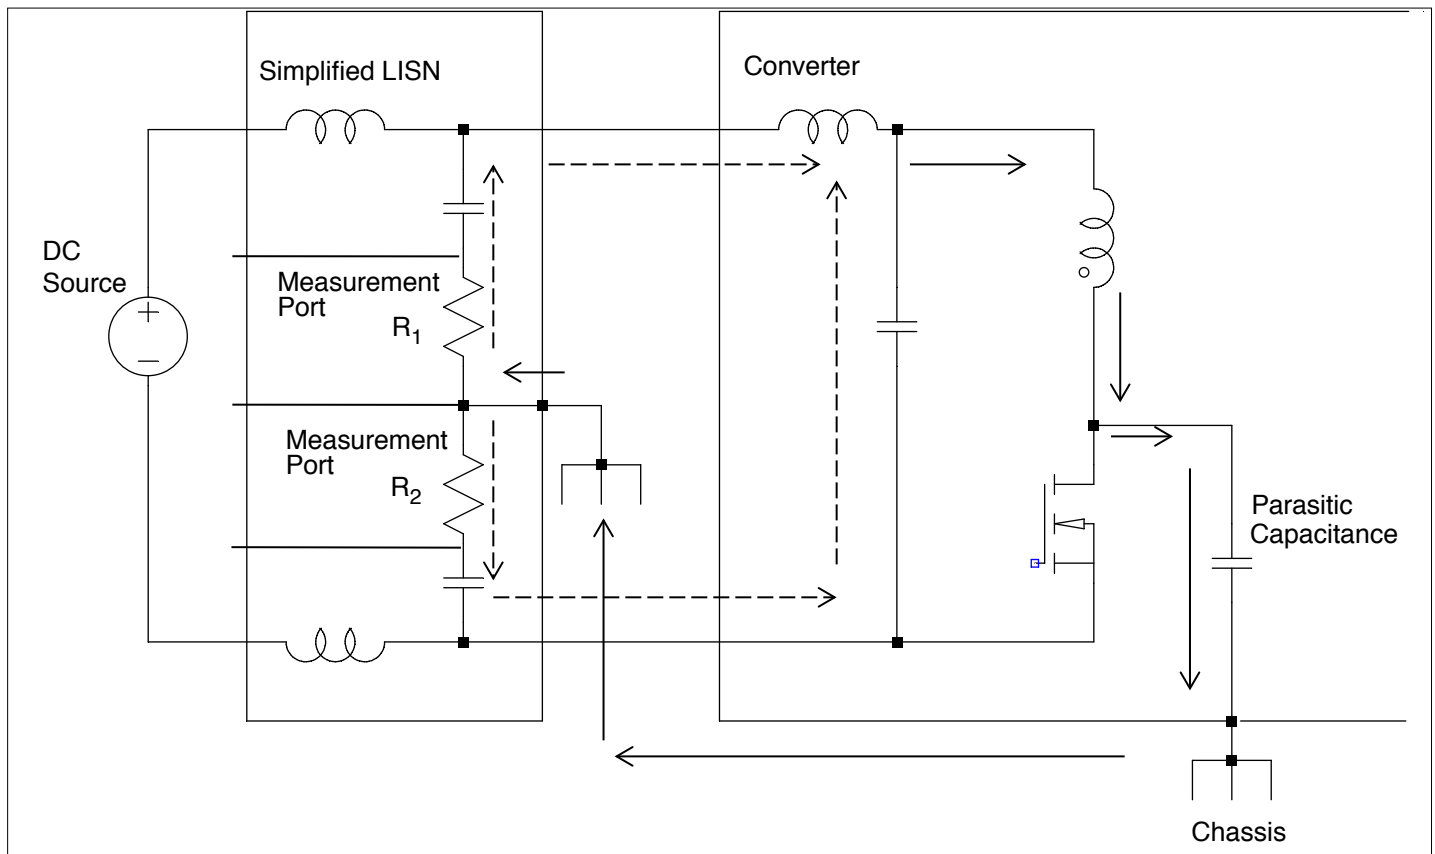 Simplified LISN
Converter
DC
Source
+
−
Measurement
Port
R1
Measurement
Port
R2
Parasitic
Capacitance
Chassis